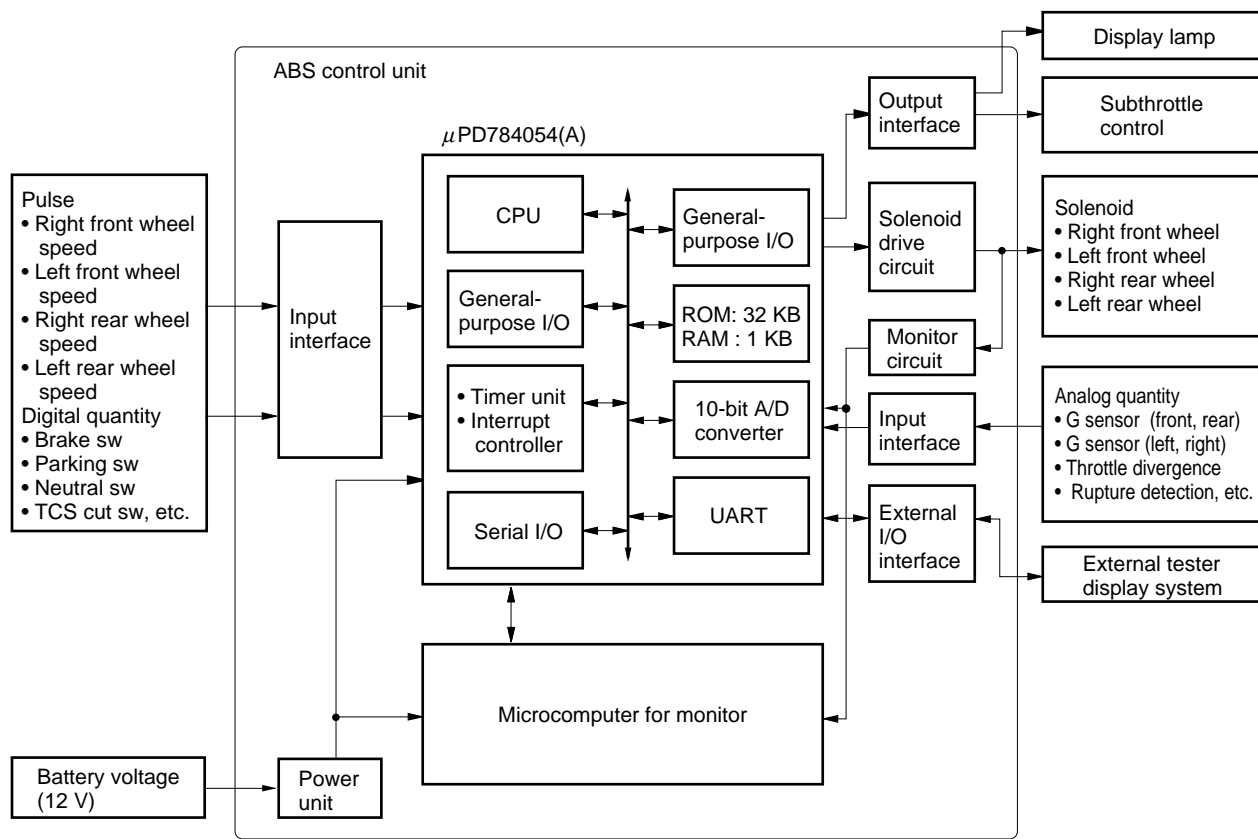 Display lamp
ABS control unit
Output
interface
Subthrottle
control
μPD784054(A)
Pulse
• Right front wheel
speed
• Left front wheel
speed
• Right rear wheel
speed
• Left rear wheel
speed
Digital quantity
• Brake sw
• Parking sw
• Neutral sw
• TCS cut sw, etc.
Input
interface
CPU
General-
purpose I/O
• Timer unit
• Interrupt
controller
Serial I/O
General-
purpose I/O
ROM: 32 KB
RAM : 1 KB
10-bit A/D
converter
UART
Solenoid
drive
circuit
Monitor
circuit
Input
interface
External
I/O
interface
Solenoid
• Right front wheel
• Left front wheel
• Right rear wheel
• Left rear wheel
Analog quantity
• G sensor (front, rear)
• G sensor (left, right)
• Throttle divergence
• Rupture detection, etc.
External tester
display system
Microcomputer for monitor
Battery voltage
(12 V)
Power
unit